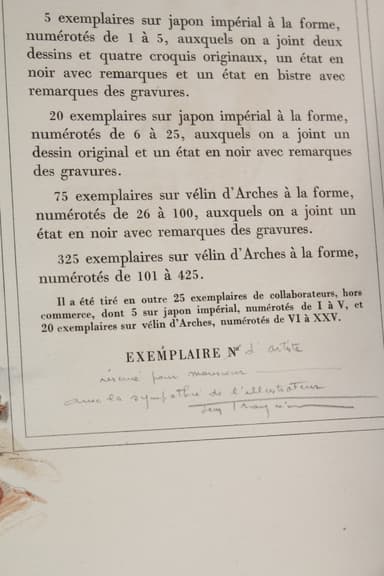 5 exemplaires sur japon impérial à la forme,
numérotés de 1 à 5, auxquels on a joint deux
dessins et quatre croquis originaux, un état en
noir avec remarques et un état en bistre avec
remarques des gravures.
20 exemplaires sur japon impérial à la forme,
numérotés de 6 à 25, auxquels on a joint un
dessin original et un état en noir avec remarques
des gravures.
75 exemplaires sur vélin d'Arches à la forme,
numérotés de 26 à 100, auxquels on a joint un
état en noir avec remarques des gravures.
325 exemplaires sur vélin d'Arches à la forme,
numérotés de 101 à 425.
Il a été tiré en outre 25 exemplaires de collaborateurs, hors
commerce, dont 5 sur japon impérial, numérotés de I à V, et
20 exemplaires sur vélin d'Arches, numérotés de VI à XXV.
EXEMPLAIRE Nº d'artiste
réservé pour monsieur
avec la sympathie de l'illustrateur